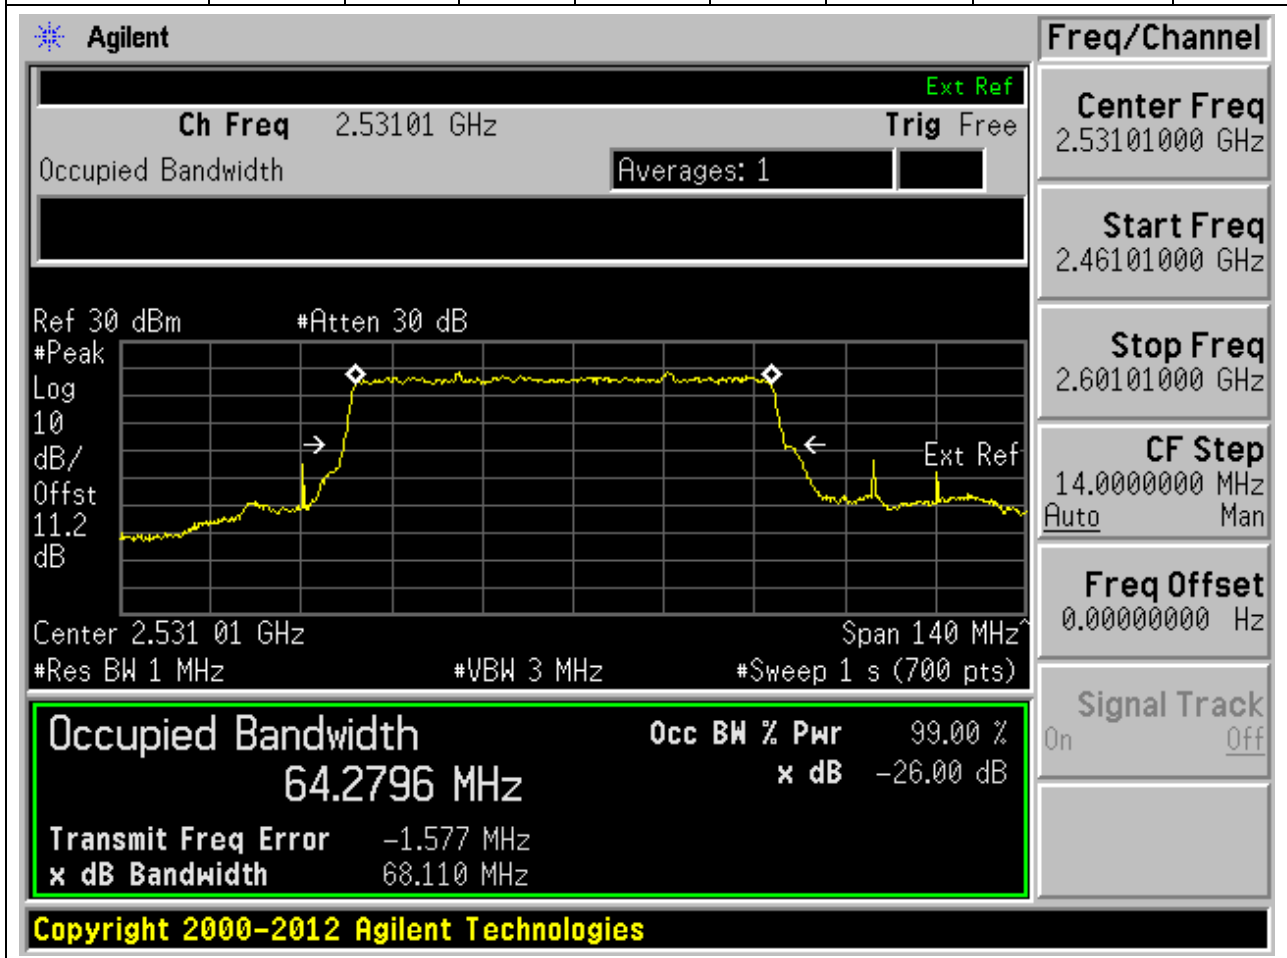 Agilent
Freq/Channel
Ext Ref
Ch Freq 2.53101 GHz Trig Free
Occupied Bandwidth Averages: 1
Center Freq
2.53101000 GHz
Start Freq
2.46101000 GHz
Stop Freq
2.60101000 GHz
CF Step
14.0000000 MHz
Auto Man
Freq Offset
0.00000000 Hz
Signal Track
On Off
Ref 30 dBm #Atten 30 dB
#Peak
Log
10
dB/
Offst
11.2
dB
Ext Ref
Center 2.531 01 GHz Span 140 MHz^
#Res BW 1 MHz #VBW 3 MHz #Sweep 1 s (700 pts)
Occupied Bandwidth Occ BW % Pwr 99.00 %
64.2796 MHz x dB -26.00 dB
Transmit Freq Error -1.577 MHz
x dB Bandwidth 68.110 MHz
Copyright 2000-2012 Agilent Technologies